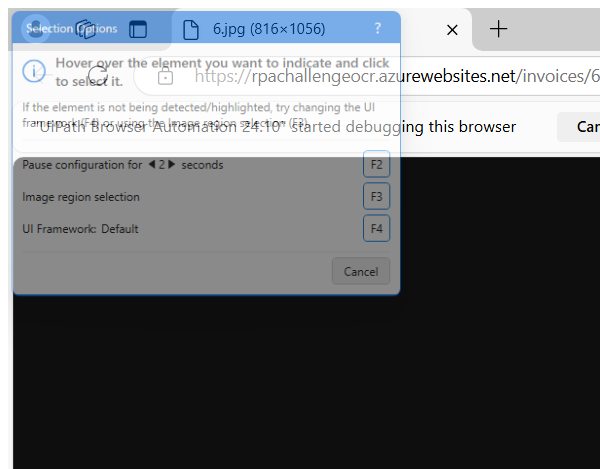 Selection Options
?
6.jpg (816×1056)
Hover over the element you want to indicate and click
to select it.
https://rpachallengeocr.azurewebsites.net/invoices/6
If the element is not being detected/highlighted, try changing the UI
framework (F4) or using the Image region selection (F3).
"UiPath Browser Automation 24.10" started debugging this browser
Can
Pause configuration for 2 seconds
F2
Image region selection
F3
UI Framework: Default
F4
Cancel